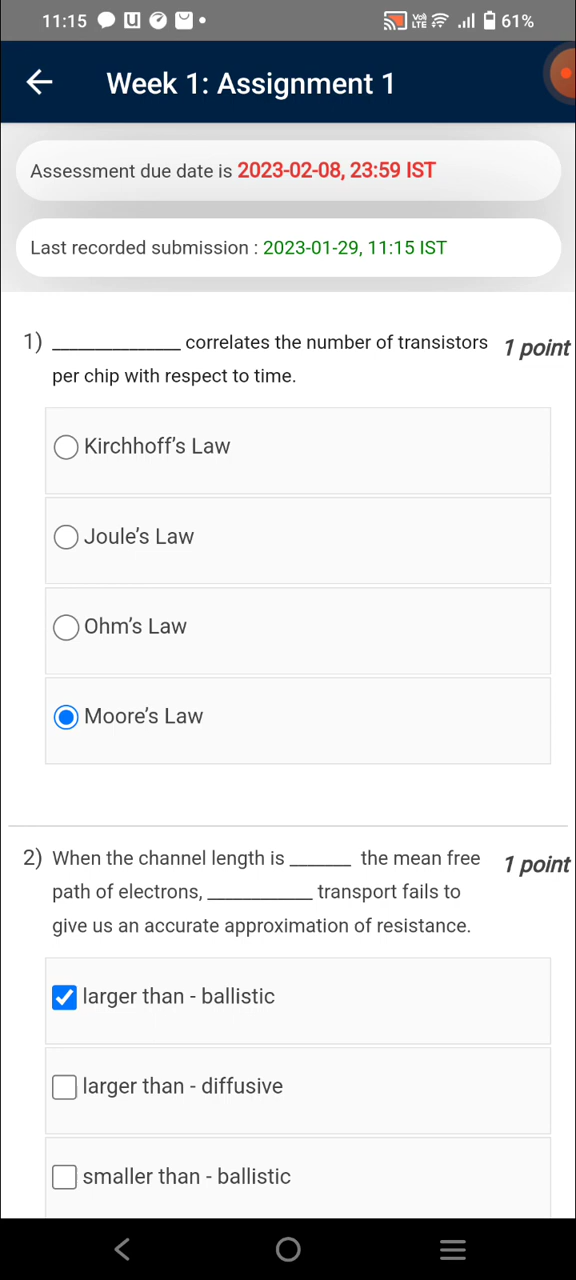 11:15 61%
Week 1: Assignment 1
Assessment due date is 2023-02-08, 23:59 IST
Last recorded submission : 2023-01-29, 11:15 IST
1) ______________ correlates the number of transistors 1 point
per chip with respect to time.
Kirchhoff's Law
Joule's Law
Ohm's Law
Moore's Law
2) When the channel length is _______ the mean free 1 point
path of electrons, ____________ transport fails to
give us an accurate approximation of resistance.
larger than - ballistic
larger than - diffusive
smaller than - ballistic